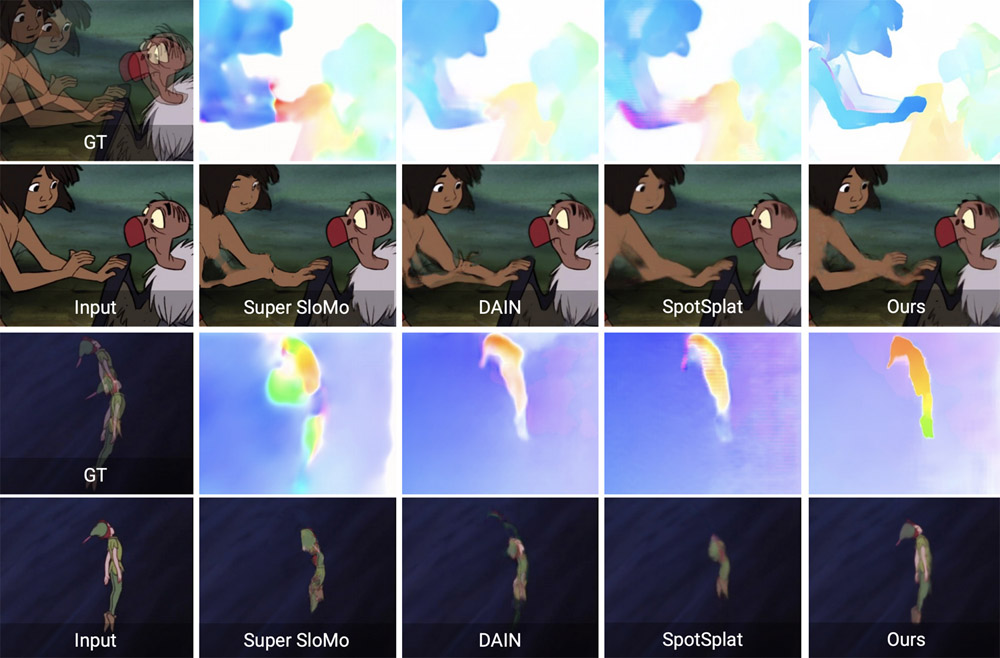 GT
Input
Super SloMo
DAIN
SpotSplat
Ours
GT
Input
Super SloMo
DAIN
SpotSplat
Ours